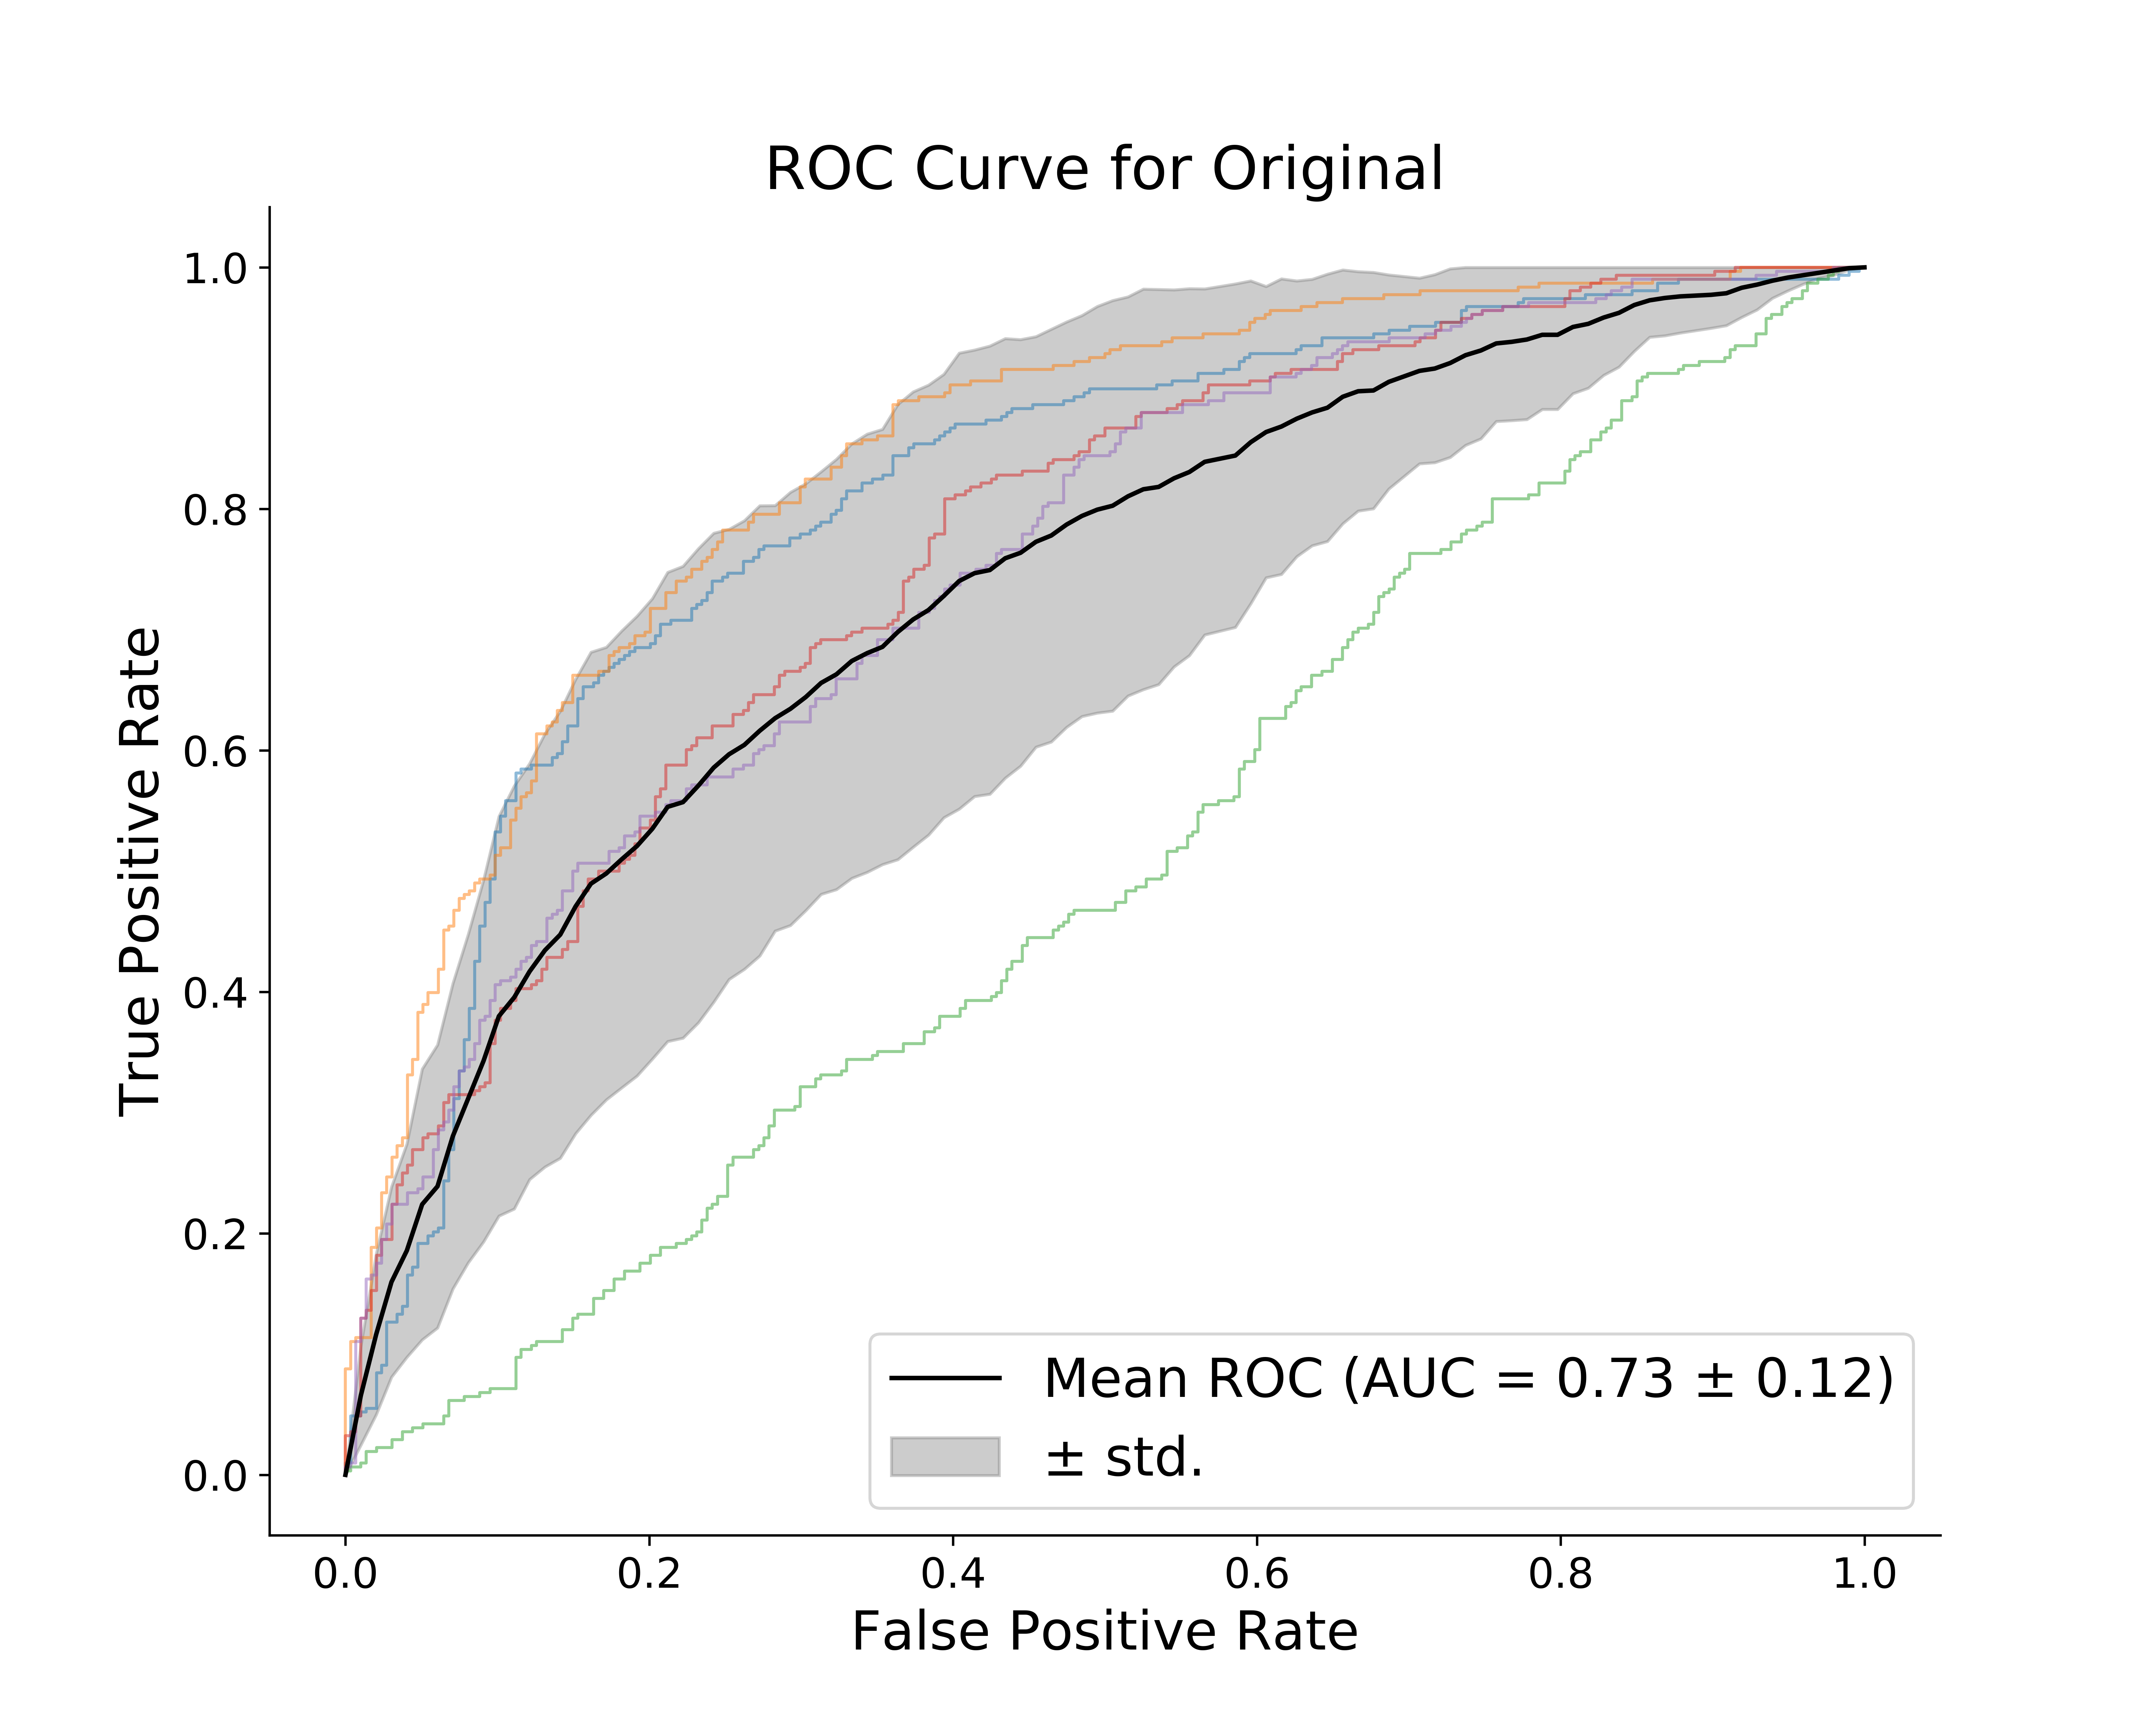 ROC Curve for Original
True Positive Rate
1.0
0.8
0.6
0.4
0.2
0.0
Mean ROC (AUC = 0.73 ± 0.12)
± std.
0.0 0.2 0.4 0.6 0.8 1.0
False Positive Rate